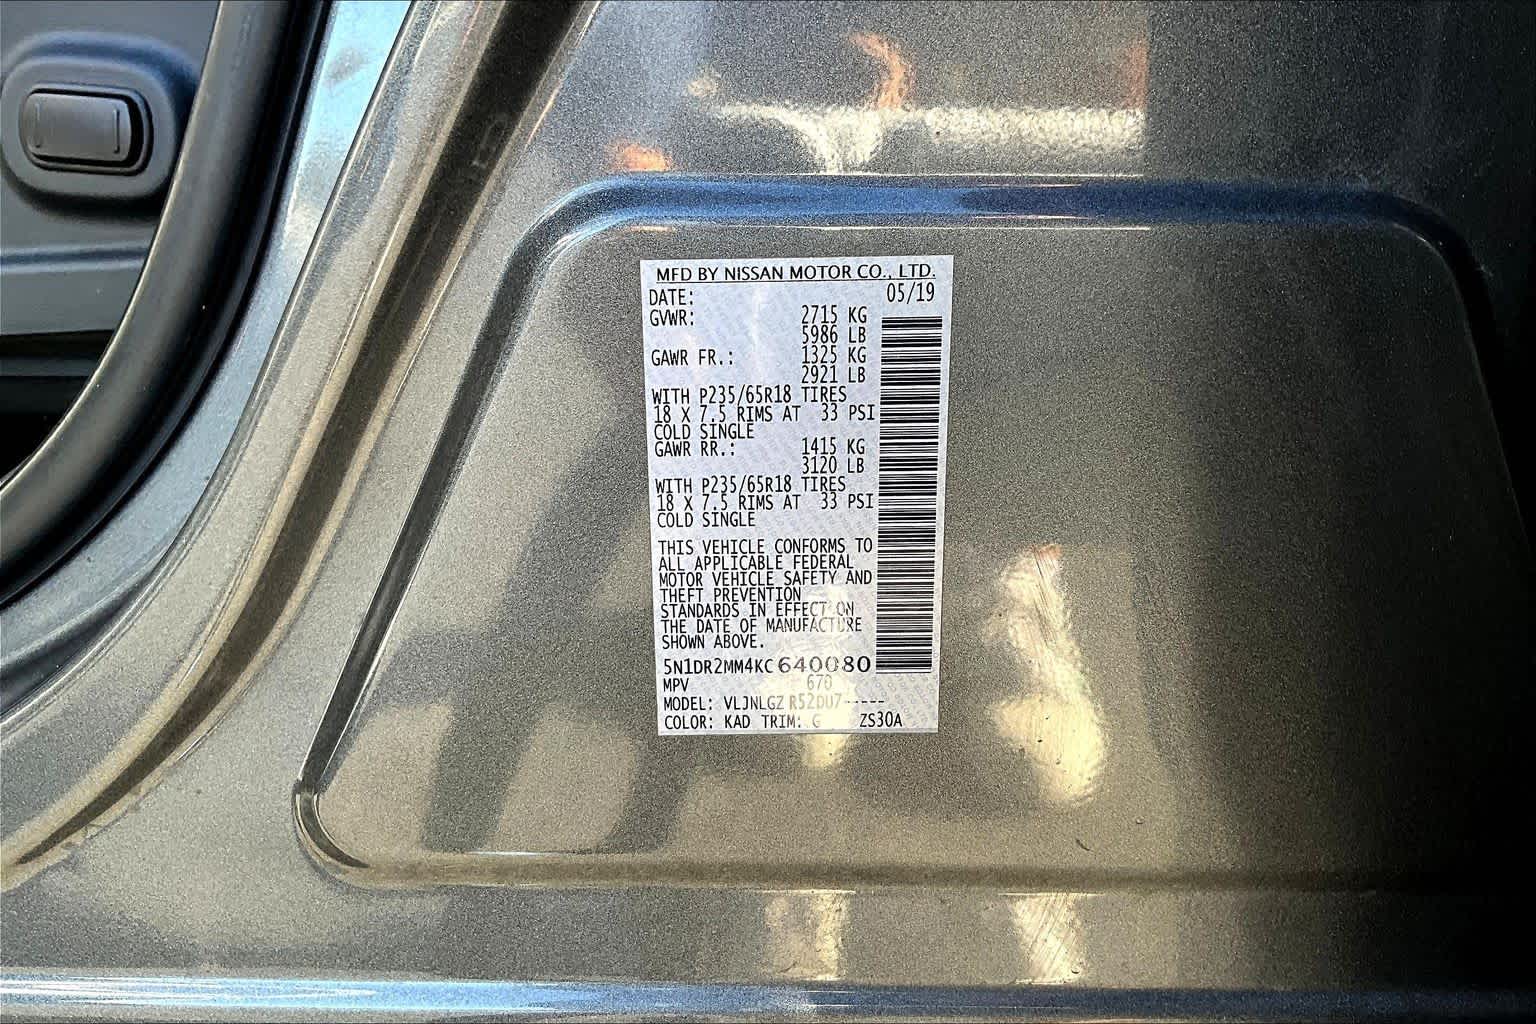 MFD BY NISSAN MOTOR CO., LTD.
DATE: 05/19
GVWR: 2715 KG
5986 LB
GAWR FR.: 1325 KG
2921 LB
WITH P235/65R18 TIRES
18 X 7.5 RIMS AT 33 PSI
COLD SINGLE
GAWR RR.: 1415 KG
3120 LB
WITH P235/65R18 TIRES
18 X 7.5 RIMS AT 33 PSI
COLD SINGLE
THIS VEHICLE CONFORMS TO
ALL APPLICABLE FEDERAL
MOTOR VEHICLE SAFETY AND
THEFT PREVENTION
STANDARDS IN EFFECT ON
THE DATE OF MANUFACTURE
SHOWN ABOVE.
5N1DR2MM4KC640080
MPV 670
MODEL: VLJNLGZ R52DU7-----
COLOR: KAD TRIM: G ZS30A